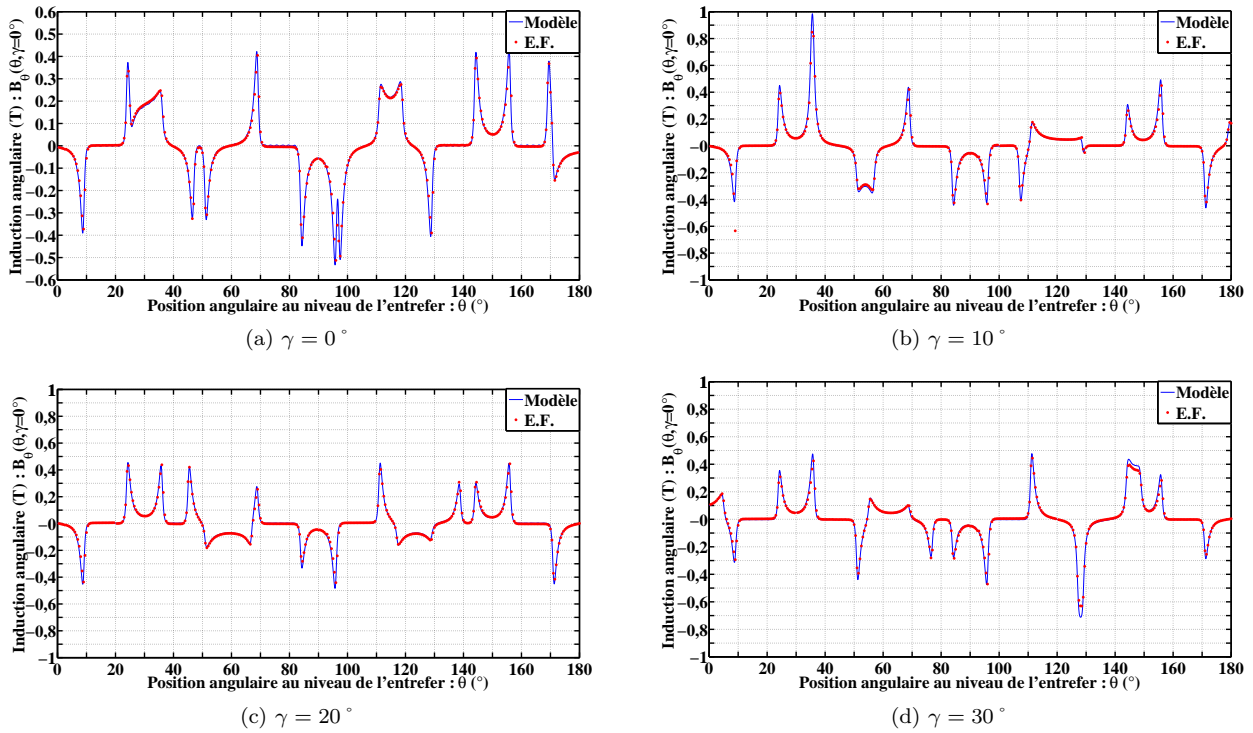 Induction angulaire (T) : Bθ(θ,γ=0°)
0.6
0.5
0.4
0.3
0.2
0.1
0
−0.1
−0.2
−0.3
−0.4
−0.5
0.6
Modèle
E.F.
0 20 40 60 80 100 120 140 160 180
Position angulaire au niveau de l'entrefer : θ (°)
(a) γ = 0°
Induction angulaire (T) : Bθ(θ,γ=0°)
1
0,8
0,6
0,4
0,2
−0
−0,2
−0,4
−0,6
−0,8
−1
Modèle
E.F.
0 20 40 60 80 100 120 140 160 180
Position angulaire au niveau de l'entrefer : θ (°)
(b) γ = 10°
Induction angulaire (T) : Bθ(θ,γ=0°)
1
0,8
0,6
0,4
0,2
−0
−0,2
−0,4
−0,6
−0,8
−1
Modèle
E.F.
0 20 40 60 80 100 120 140 160 180
Position angulaire au niveau de l'entrefer : θ (°)
(c) γ = 20°
Induction angulaire (T) : Bθ(θ,γ=0°)
1
0,8
0,6
0,4
0,2
−0
−0,2
−0,4
−0,6
−0,8
−1
Modèle
E.F.
0 20 40 60 80 100 120 140 160 180
Position angulaire au niveau de l'entrefer : θ (°)
(d) γ = 30°